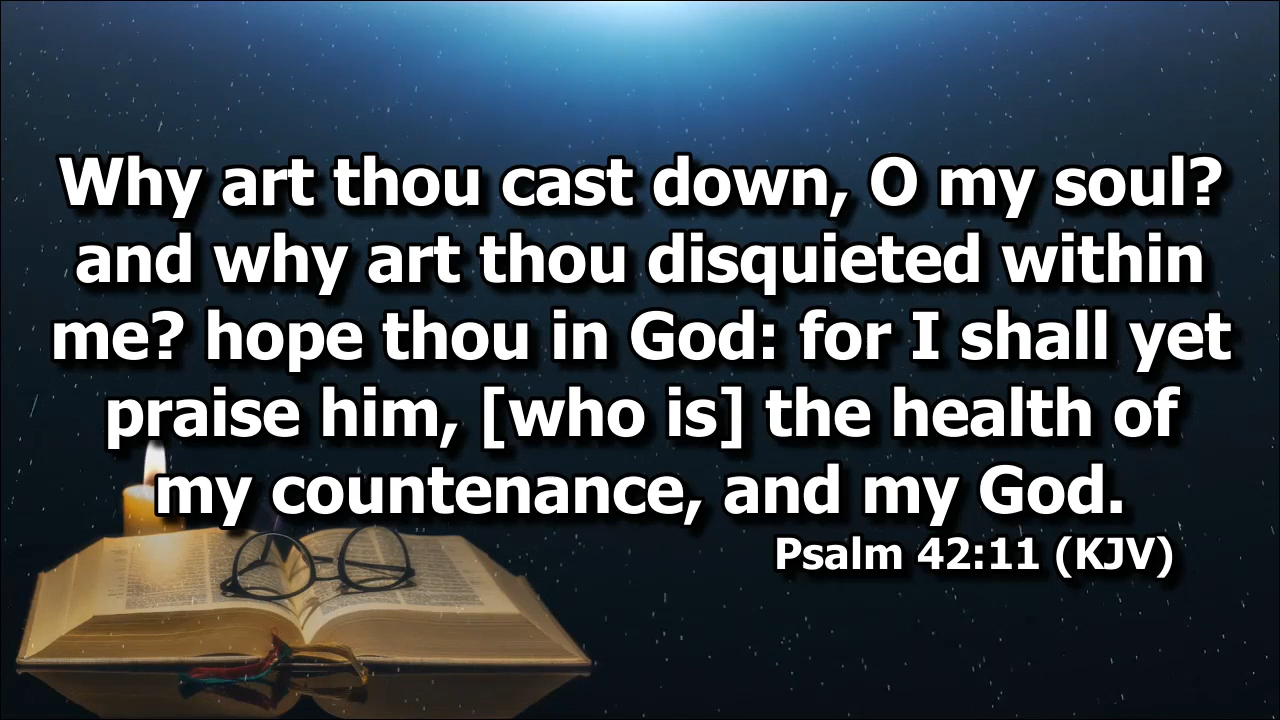 Why art thou cast down, O my soul?
and why art thou disquieted within
me? hope thou in God: for I shall yet
praise him, [who is] the health of
my countenance, and my God.
Psalm 42:11 (KJV)